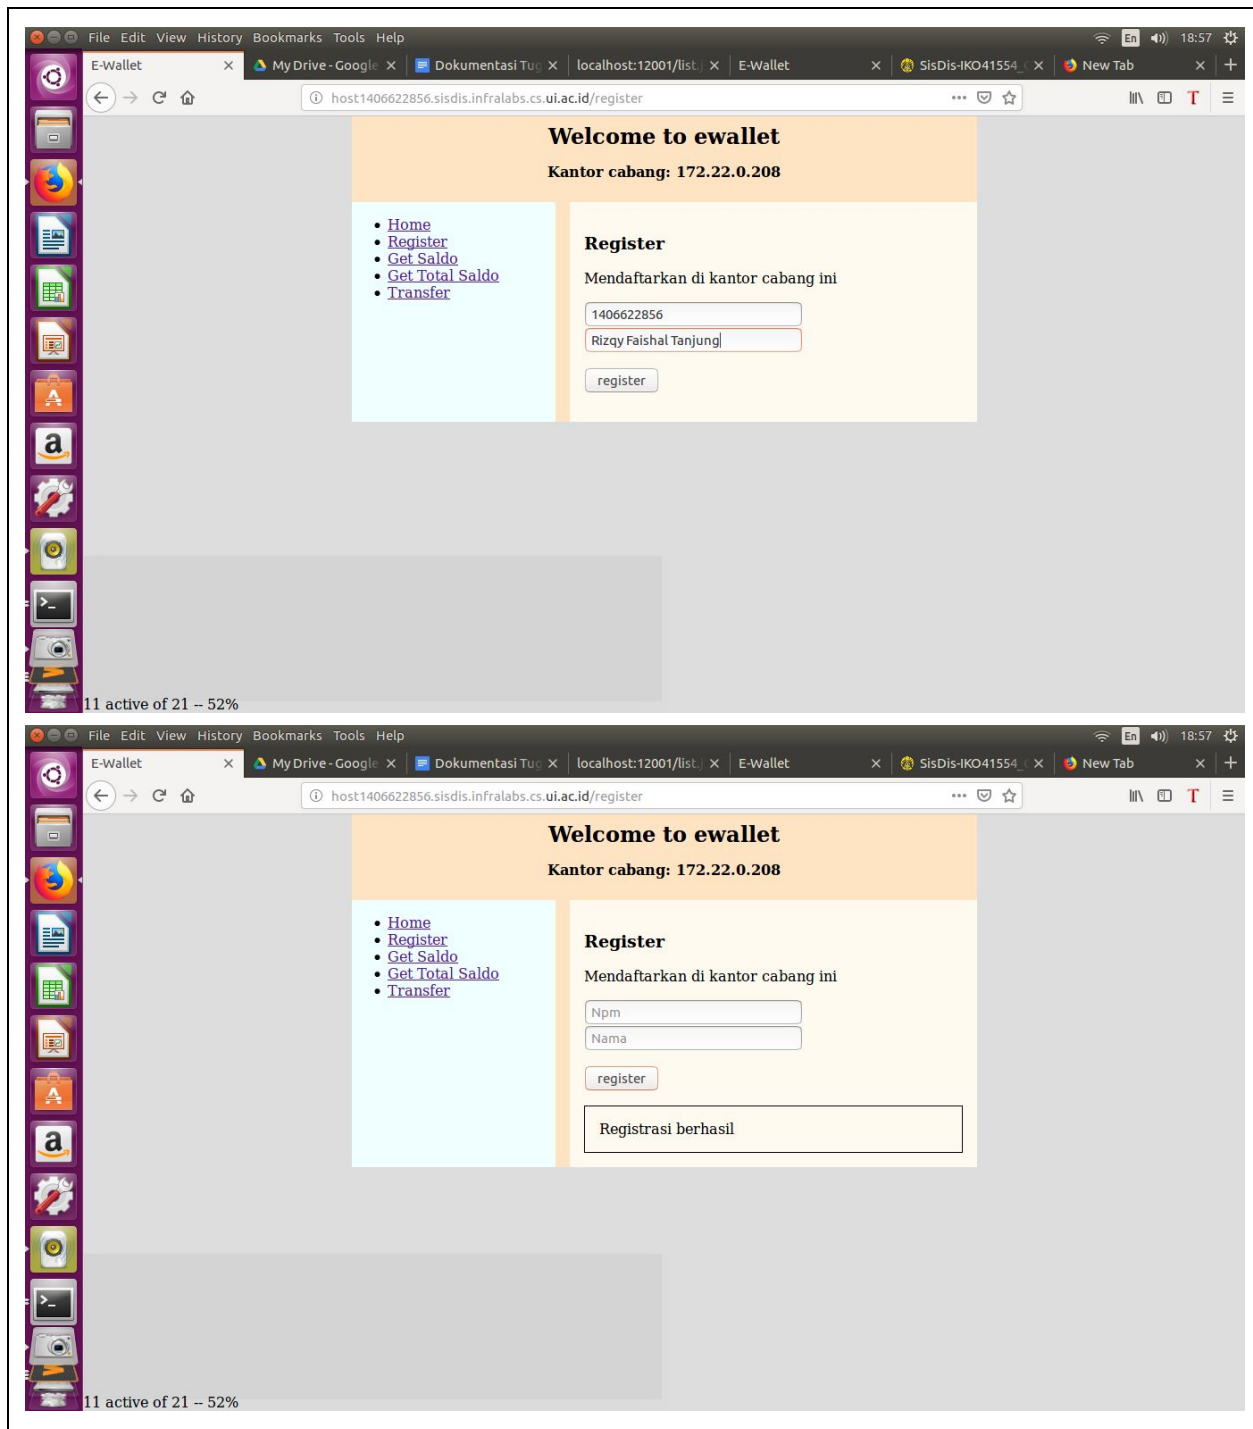 File Edit View History Bookmarks Tools Help
En 18:57
E-Wallet
My Drive - Google
Dokumentasi Tug
localhost:12001/list.
E-Wallet
SisDis-IKO41554_
New Tab
host1406622856.sisdis.infralabs.cs.ui.ac.id/register
Welcome to ewallet
Kantor cabang: 172.22.0.208
Home
Register
Get Saldo
Get Total Saldo
Transfer
Register
Mendaftarkan di kantor cabang ini
1406622856
Rizqy Faishal Tanjung
register
11 active of 21 -- 52%
File Edit View History Bookmarks Tools Help
En 18:57
E-Wallet
My Drive - Google
Dokumentasi Tug
localhost:12001/list.
E-Wallet
SisDis-IKO41554_
New Tab
host1406622856.sisdis.infralabs.cs.ui.ac.id/register
Welcome to ewallet
Kantor cabang: 172.22.0.208
Home
Register
Get Saldo
Get Total Saldo
Transfer
Register
Mendaftarkan di kantor cabang ini
Npm
Nama
register
Registrasi berhasil
11 active of 21 -- 52%